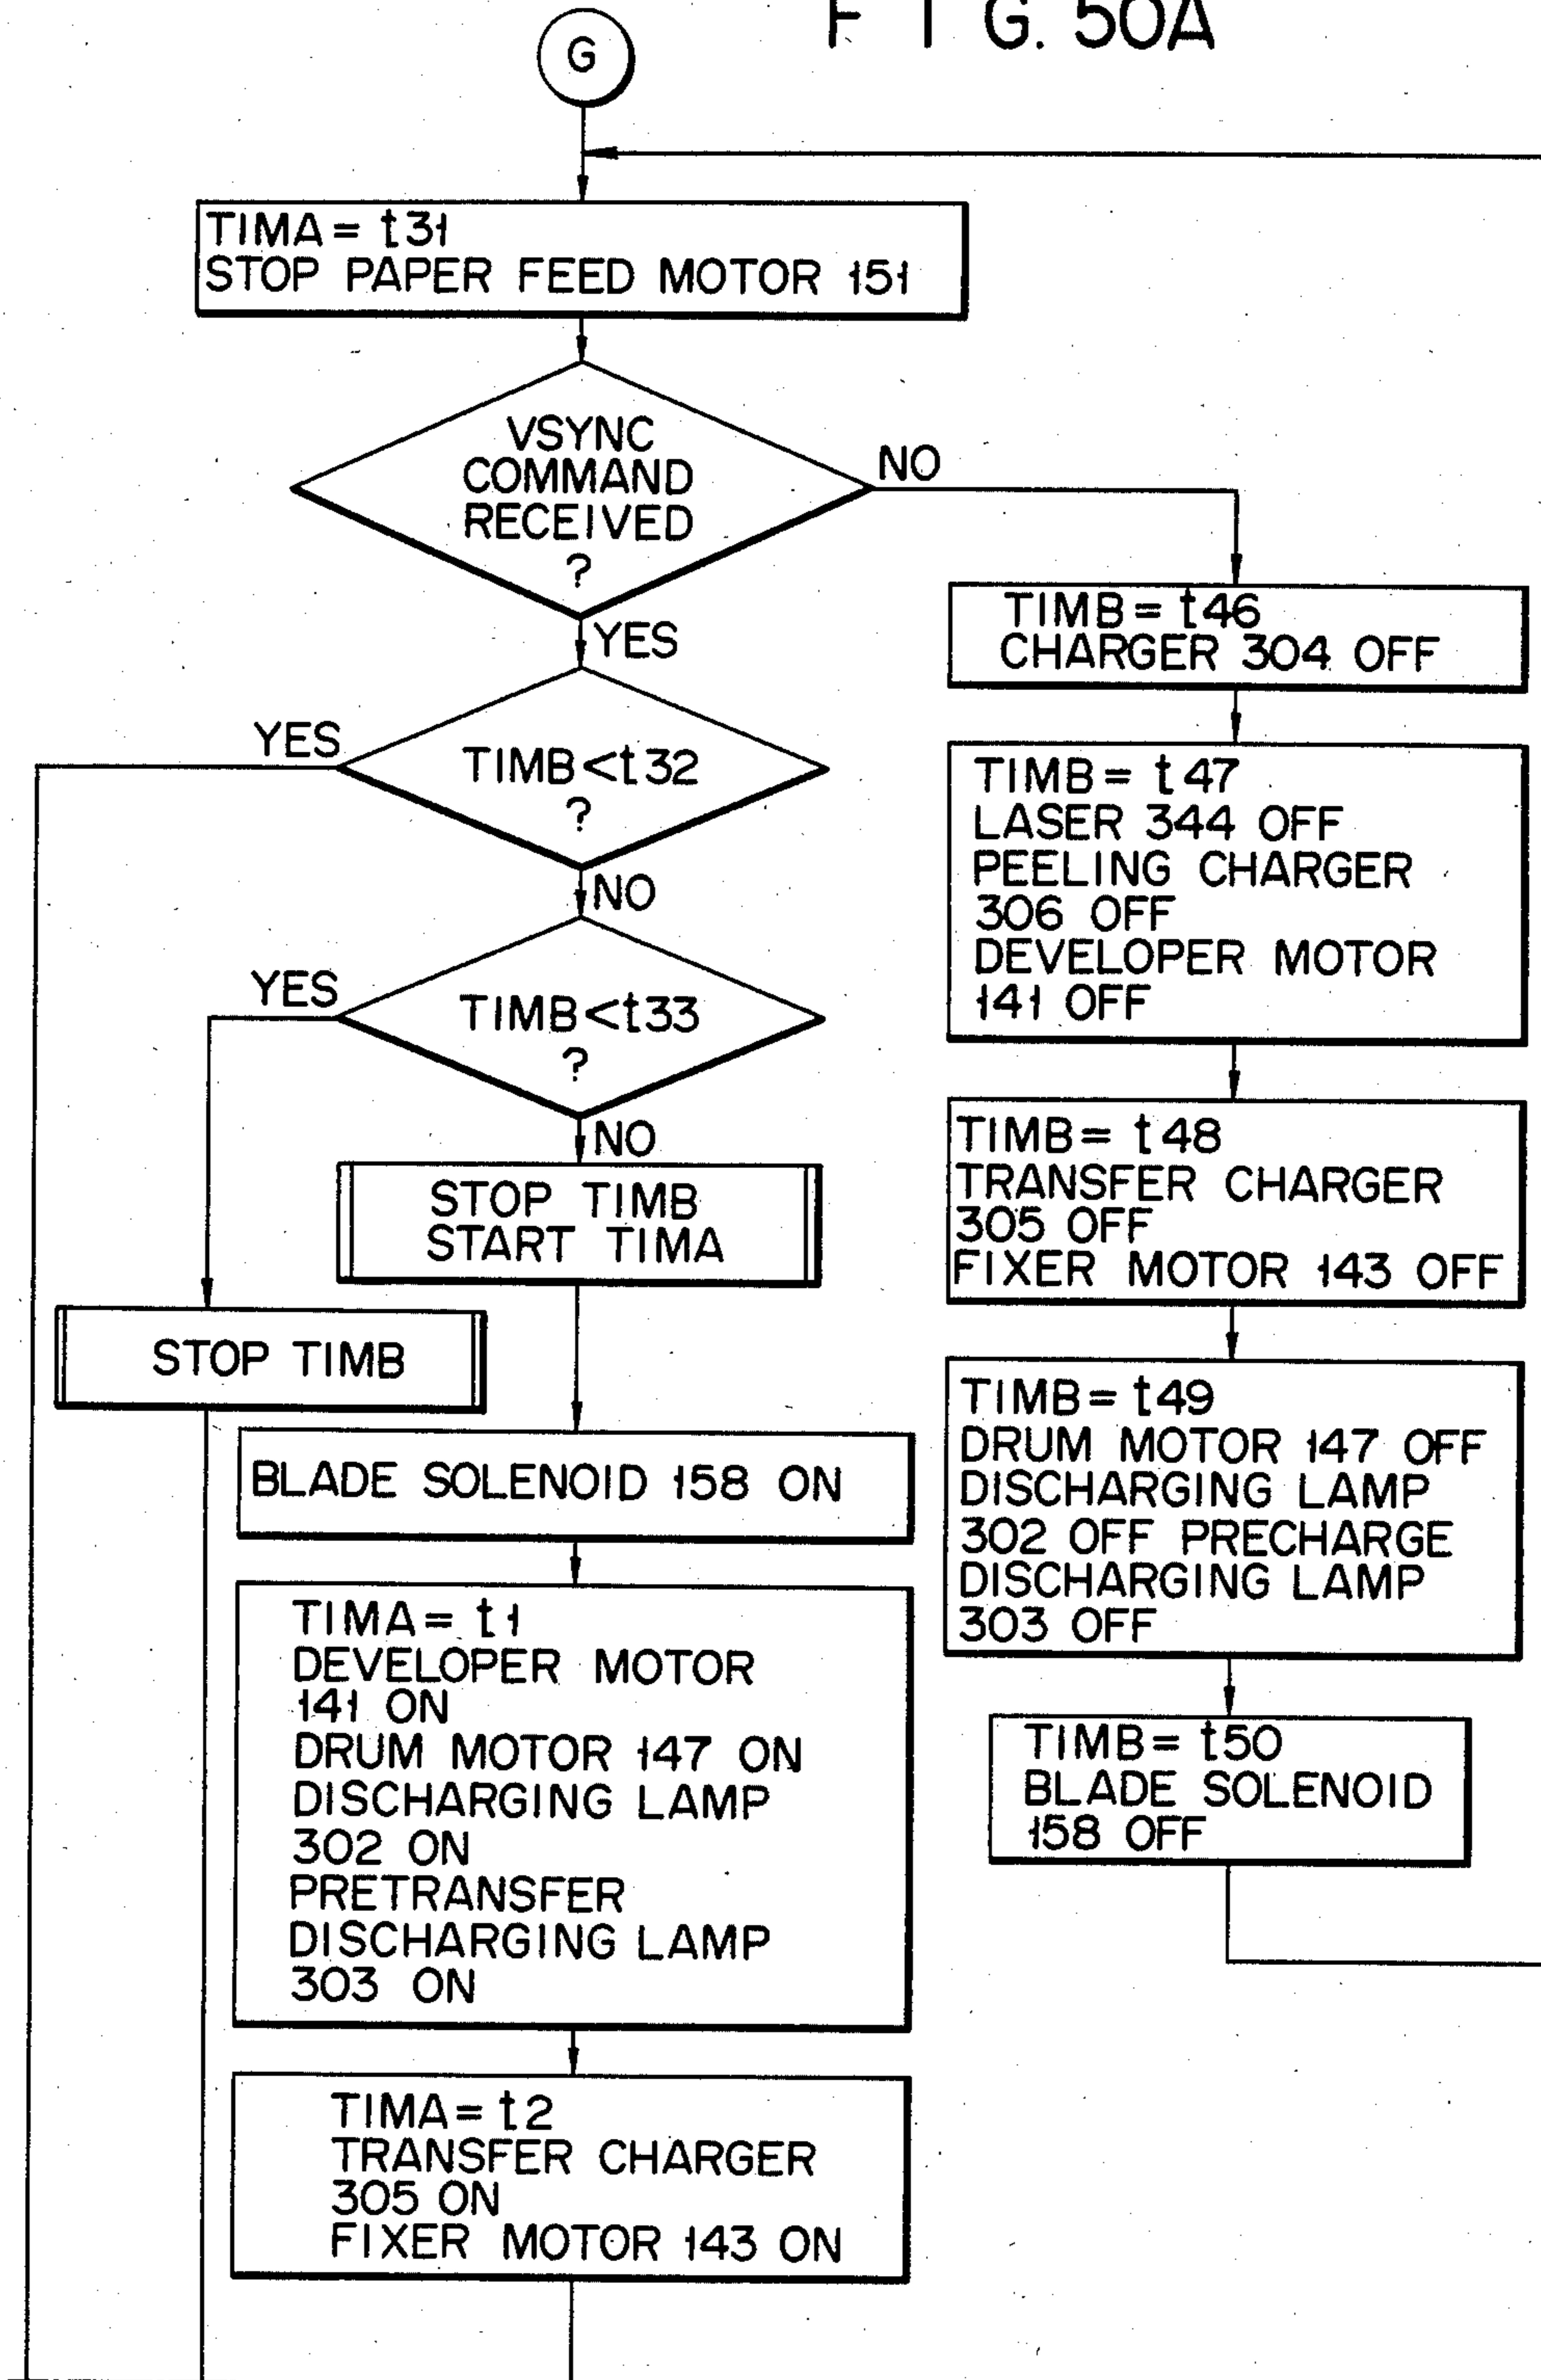 F I G. 50A
G
TIMA = t31
STOP PAPER FEED MOTOR 151
VSYNC
COMMAND
RECEIVED
?
NO
YES
TIMB = t46
CHARGER 304 OFF
YES
TIMB<t32
?
NO
TIMB = t47
LASER 344 OFF
PEELING CHARGER
306 OFF
DEVELOPER MOTOR
141 OFF
YES
TIMB<t33
?
NO
TIMB = t48
TRANSFER CHARGER
305 OFF
FIXER MOTOR 143 OFF
STOP TIMB
START TIMA
STOP TIMB
TIMB = t49
DRUM MOTOR 147 OFF
DISCHARGING LAMP
302 OFF PRECHARGE
DISCHARGING LAMP
303 OFF
BLADE SOLENOID 158 ON
TIMA = t1
DEVELOPER MOTOR
141 ON
DRUM MOTOR 147 ON
DISCHARGING LAMP
302 ON
PRETRANSFER
DISCHARGING LAMP
303 ON
TIMB = t50
BLADE SOLENOID
158 OFF
TIMA = t2
TRANSFER CHARGER
305 ON
FIXER MOTOR 143 ON